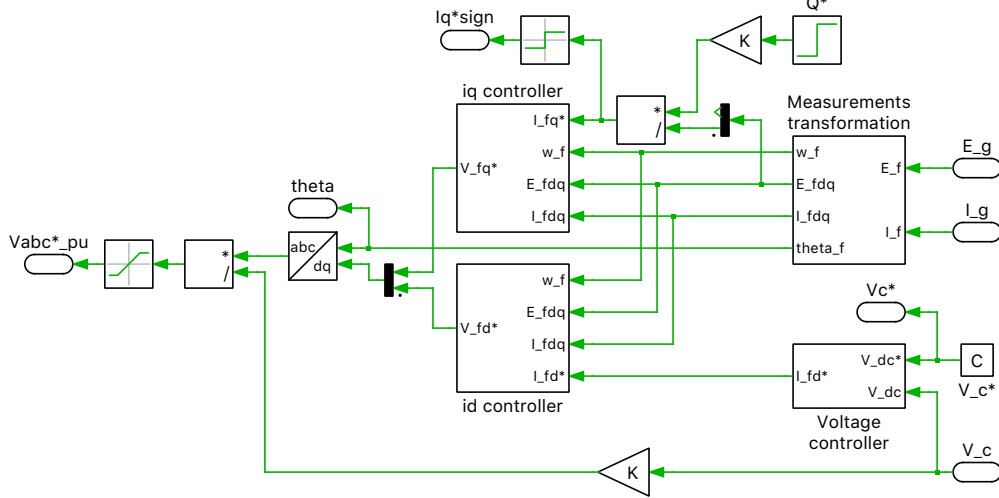 Q*
Iq*sign
K
iq controller
Measurements
transformation
I_fq*
*
/
w_f
w_f
E_g
V_fq*
E_f
theta
E_fdq
E_fdq
I_g
I_fdq
I_fdq
I_f
Vabc*_pu
abc
dq
theta_f
*
/
w_f
Vc*
E_fdq
V_fd*
I_fdq
V_dc*
C
I_fd*
I_fd*
V_c*
V_dc
id controller
Voltage
controller
V_c
K